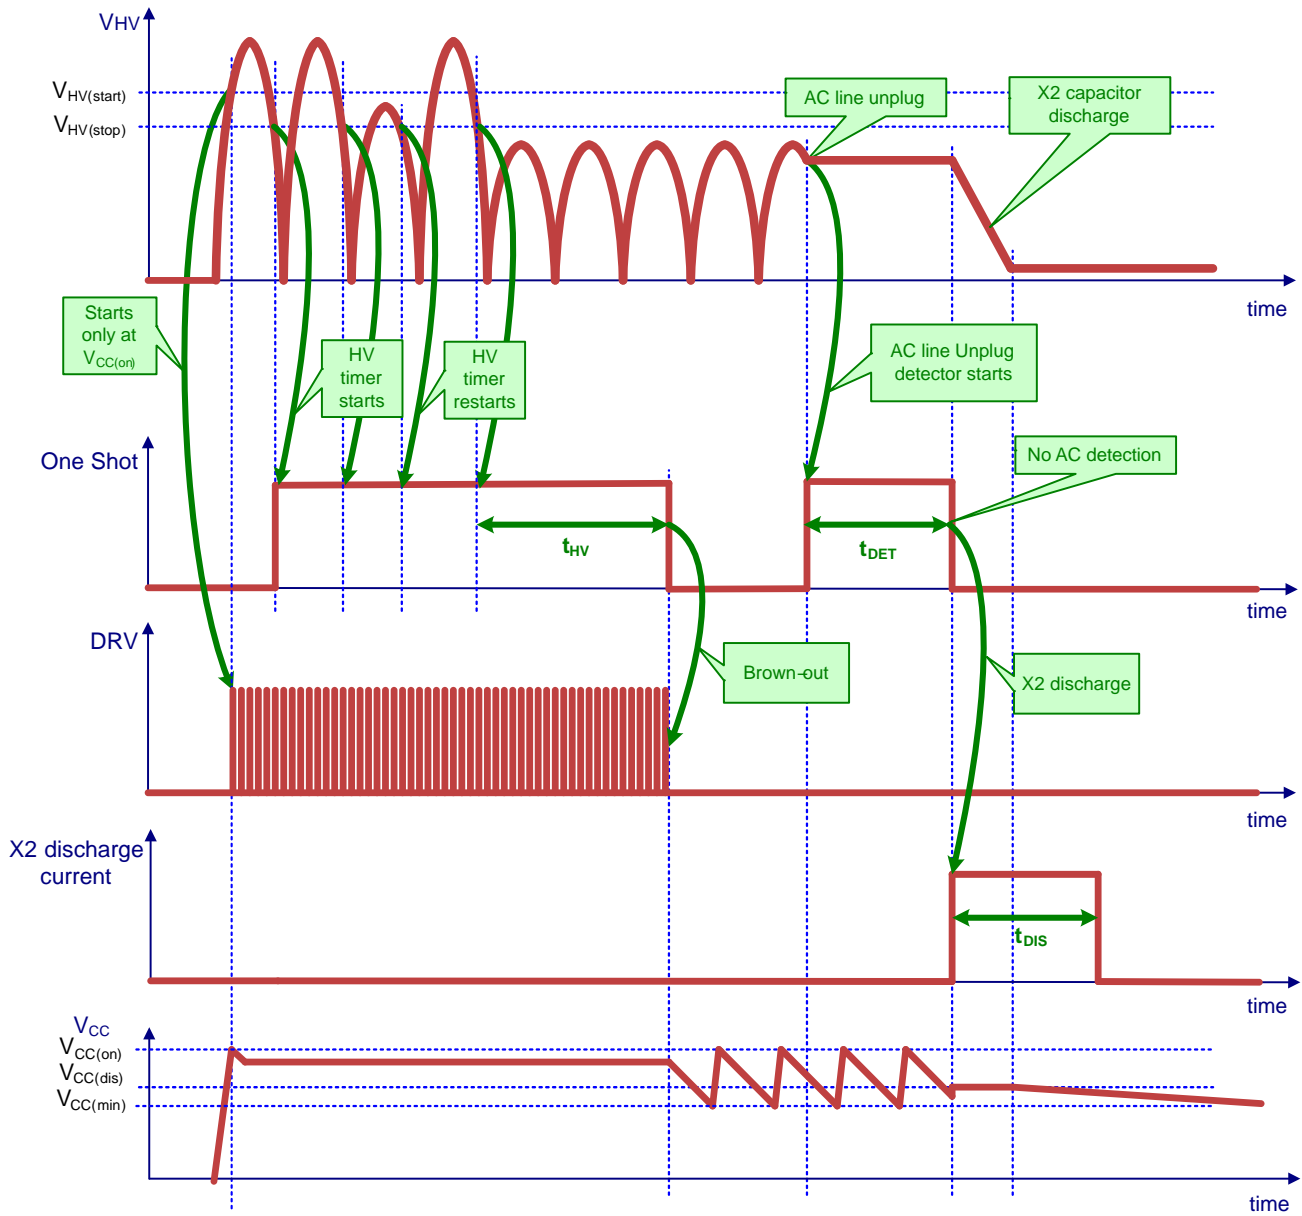 VHV
VHV(start)
VHV(stop)
AC line unplug
X2 capacitor
discharge
time
Starts
only at
VCC(on)
HV
timer
starts
HV
timer
restarts
AC line Unplug
detector starts
One Shot
No AC detection
tHV
tDET
time
DRV
Brown-out
X2 discharge
time
X2 discharge
current
tDIS
time
VCC
VCC(on)
VCC(dis)
VCC(min)
time